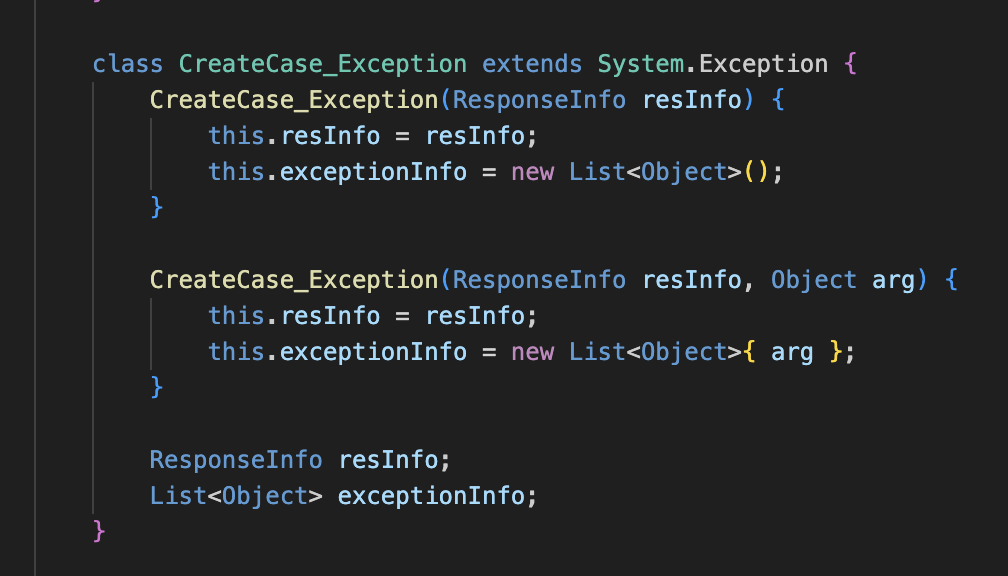 class CreateCase_Exception extends System.Exception {
CreateCase_Exception(ResponseInfo resInfo) {
this.resInfo = resInfo;
this.exceptionInfo = new List<Object>();
}
CreateCase_Exception(ResponseInfo resInfo, Object arg) {
this.resInfo = resInfo;
this.exceptionInfo = new List<Object>{ arg };
}
ResponseInfo resInfo;
List<Object> exceptionInfo;
}